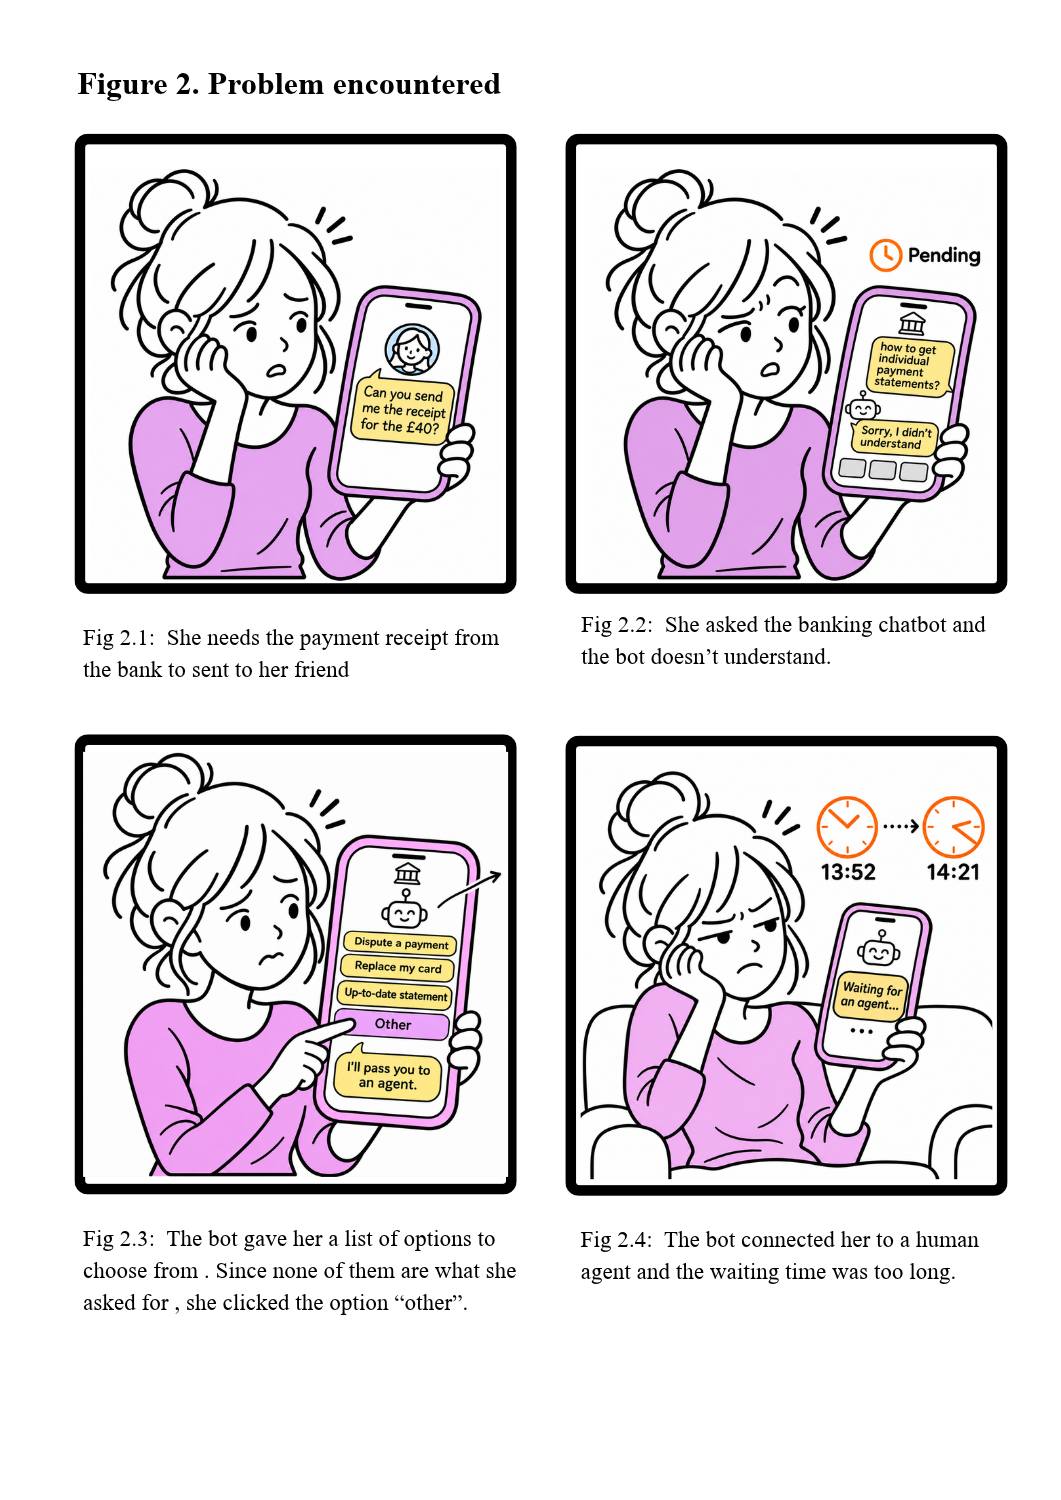 Figure 2. Problem encountered
Can you send
me the receipt
for the £40?
Pending
how to get
individual
payment
statements?
Sorry, I didn't
understand
Fig 2.1:  She needs the payment receipt from
the bank to sent to her friend
Fig 2.2:  She asked the banking chatbot and
the bot doesn’t understand.
Dispute a payment
Replace my card
Up-to-date statement
Other
I'll pass you to
an agent.
13:52
14:21
Waiting for
an agent...
Fig 2.3:  The bot gave her a list of options to
choose from . Since none of them are what she
asked for , she clicked the option “other”.
Fig 2.4:  The bot connected her to a human
agent and the waiting time was too long.